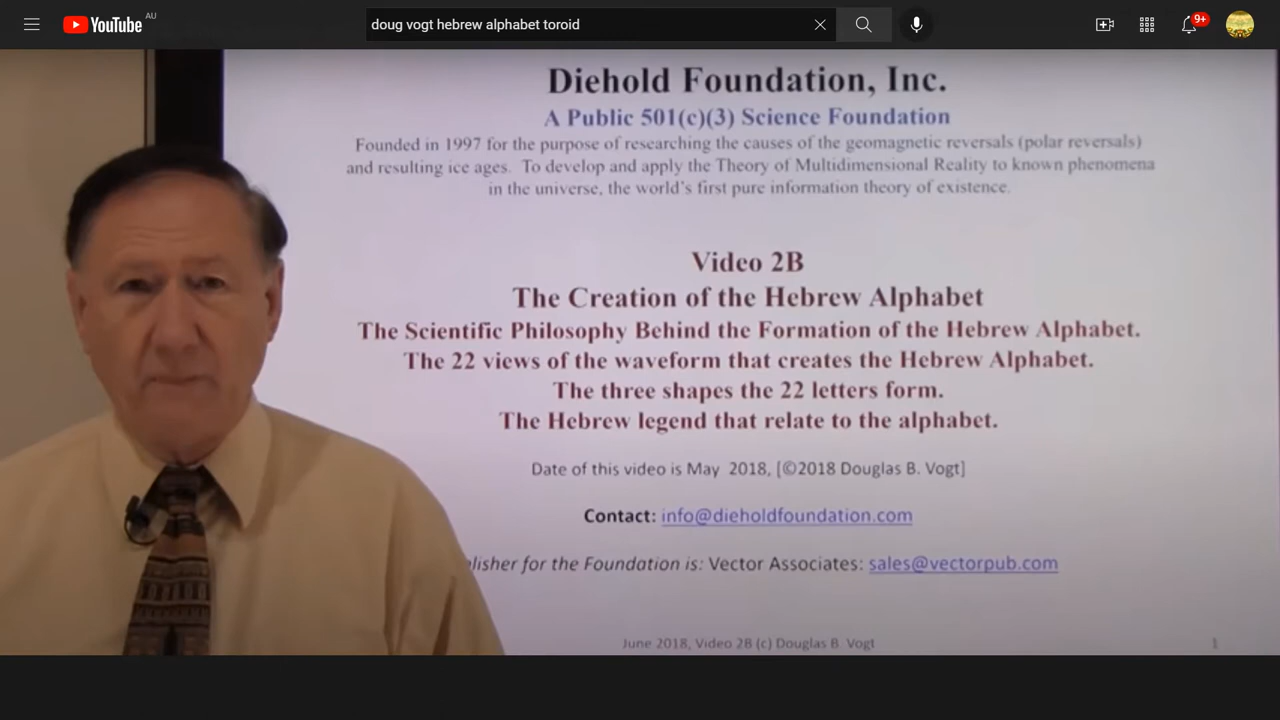 YouTube AU
doug vogt hebrew alphabet toroid
9+
Diehold Foundation, Inc.
A Public 501(c)(3) Science Foundation
Founded in 1997 for the purpose of researching the causes of the geomagnetic reversals (polar reversals)
and resulting ice ages. To develop and apply the Theory of Multidimensional Reality to known phenomena
in the universe, the world's first pure information theory of existence.
Video 2B
The Creation of the Hebrew Alphabet
The Scientific Philosophy Behind the Formation of the Hebrew Alphabet.
The 22 views of the waveform that creates the Hebrew Alphabet.
The three shapes the 22 letters form.
The Hebrew legend that relate to the alphabet.
Date of this video is May 2018, [©2018 Douglas B. Vogt]
Contact: info@dieholdfoundation.com
lisher for the Foundation is: Vector Associates: sales@vectorpub.com
June 2018, Video 2B (c) Douglas B. Vogt
1